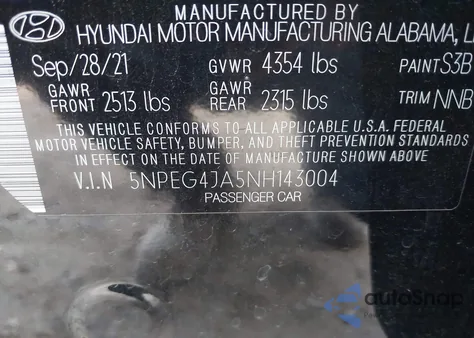 MANUFACTURED BY
HYUNDAI MOTOR MANUFACTURING ALABAMA,
Sep/28/21 GVWR 4354 lbs PAINT S3B
GAWR FRONT 2513 lbs GAWR REAR 2315 lbs TRIM NNB
THIS VEHICLE CONFORMS TO ALL APPLICABLE U.S.A. FEDERAL
MOTOR VEHICLE SAFETY, BUMPER, AND THEFT PREVENTION STANDARDS
IN EFFECT ON THE DATE OF MANUFACTURE SHOWN ABOVE.
V.I.N 5NPEG4JA5NH143004
PASSENGER CAR
autoSnap